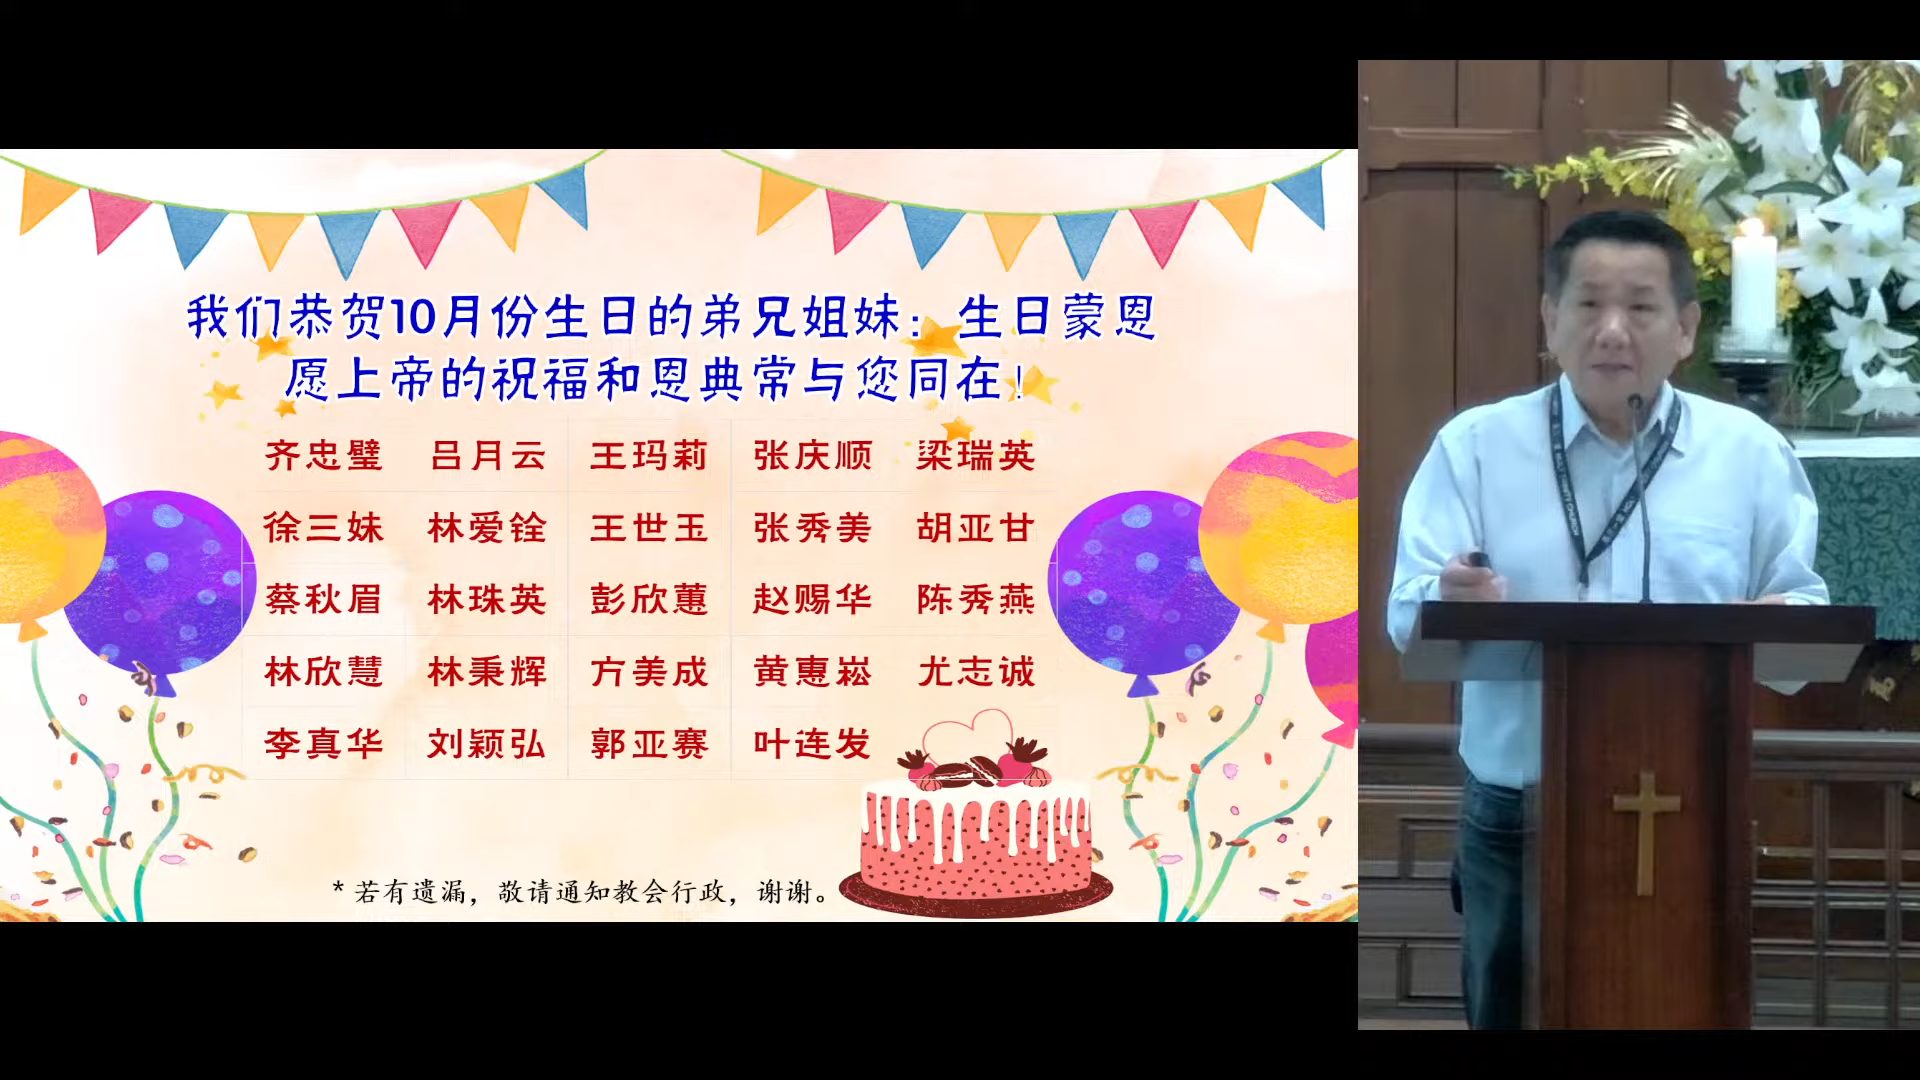 我们恭贺10月份生日的弟兄姐妹：生日蒙恩
愿上帝的祝福和恩典常与您同在！
齐忠璧 吕月云 王玛莉 张庆顺 梁瑞英
徐三妹 林爱铨 王世玉 张秀美 胡亚甘
蔡秋眉 林珠英 彭欣蕙 赵赐华 陈秀燕
林欣慧 林秉辉 方美成 黄惠崧 尤志诚
李真华 刘颖弘 郭亚赛 叶连发
* 若有遗漏，敬请通知教会行政，谢谢。